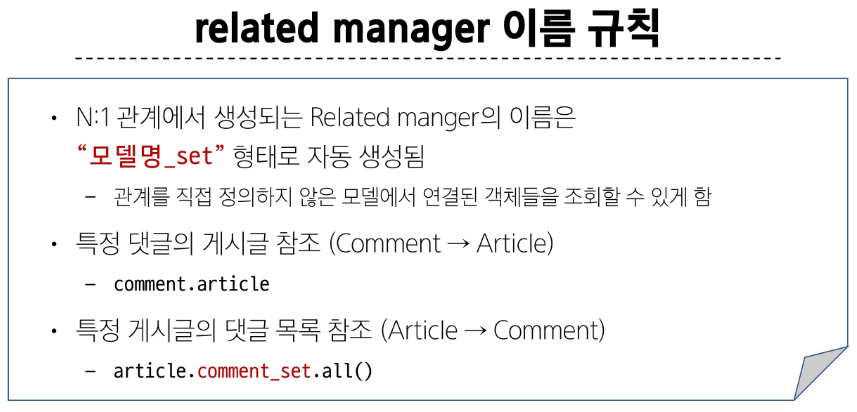 related manager 이름 규칙
• N:1 관계에서 생성되는 Related manger의 이름은
“모델명_set” 형태로 자동 생성됨
– 관계를 직접 정의하지 않은 모델에서 연결된 객체들을 조회할 수 있게 함
• 특정 댓글의 게시글 참조 (Comment → Article)
– comment.article
• 특정 게시글의 댓글 목록 참조 (Article → Comment)
– article.comment_set.all()